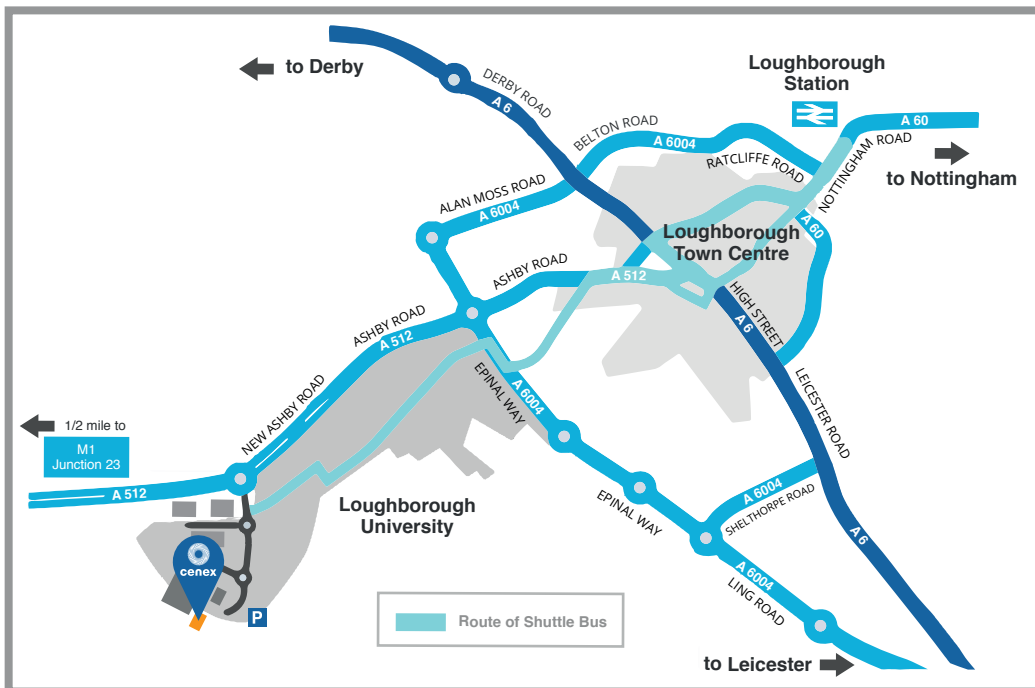 to Derby
DERBY ROAD
A 6
Loughborough
Station
BELTON ROAD
A 6004
RATCLIFFE ROAD
A 60
NOTTINGHAM ROAD
to Nottingham
ALAN MOSS ROAD
A 6004
Loughborough
Town Centre
A 60
ASHBY ROAD
A 512
ASHBY ROAD
A 512
HIGH STREET
A 6
EPINAL WAY
A 6004
LEICESTER ROAD
NEW ASHBY ROAD
1/2 mile to
M1
Junction 23
A 512
Loughborough
University
EPINAL WAY
A 6004
SHELTHORPE ROAD
A 6
cenex
P
A 6004
LING ROAD
Route of Shuttle Bus
to Leicester